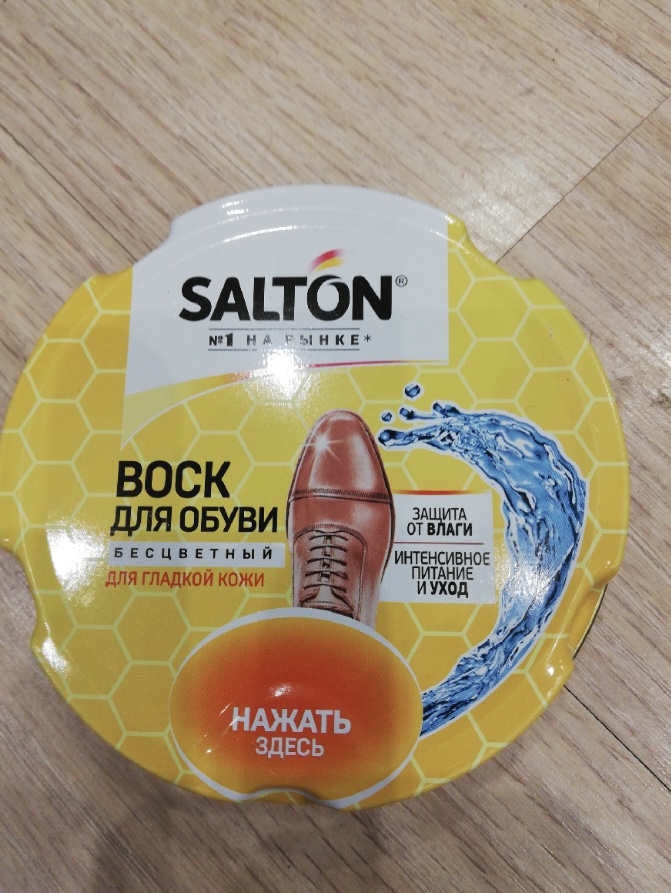 SALTON®
№1 НА РЫНКЕ*
ВОСК
ДЛЯ ОБУВИ
БЕСЦВЕТНЫЙ
ДЛЯ ГЛАДКОЙ КОЖИ
ЗАЩИТА
ОТ ВЛАГИ
ИНТЕНСИВНОЕ
ПИТАНИЕ
И УХОД
НАЖАТЬ
ЗДЕСЬ